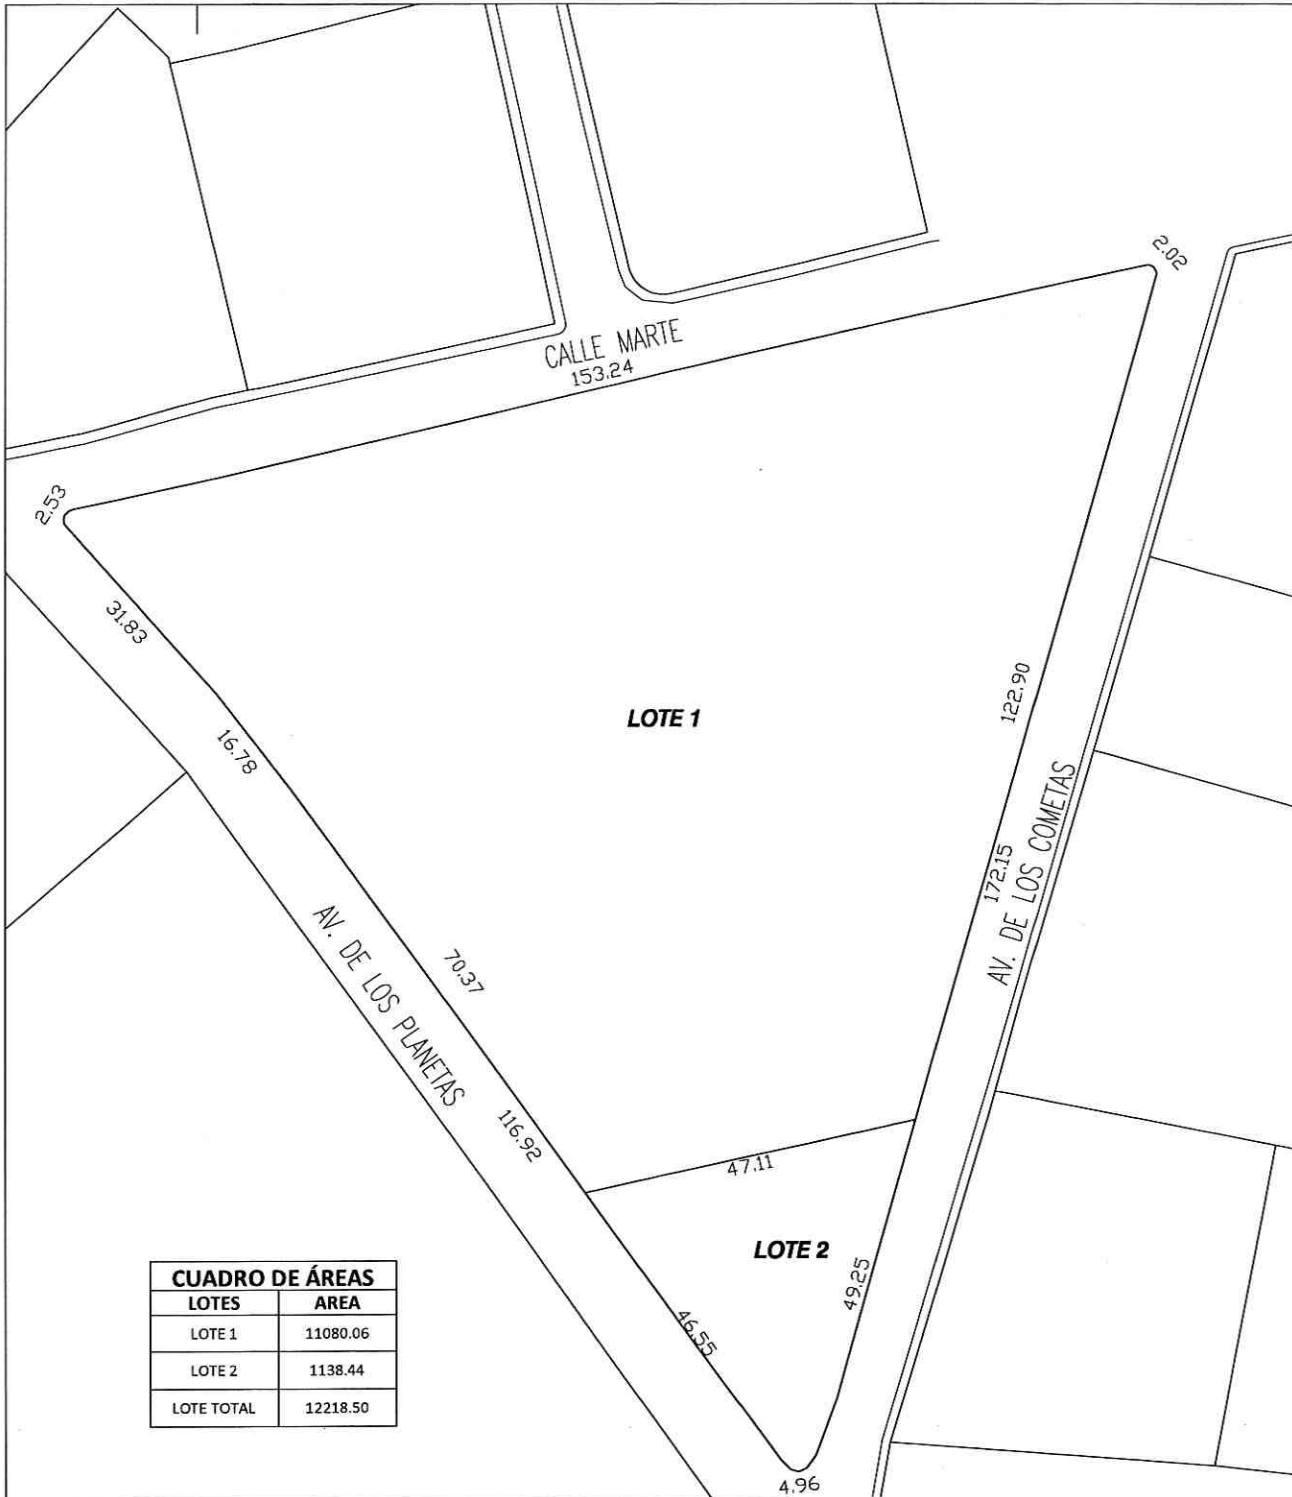 2.02
CALLE MARTE
153.24
2.53
31.83
16.78
LOTE 1
122.90
172.15
AV. DE LOS COMETAS
70.37
AV. DE LOS PLANETAS
116.92
47.11
LOTE 2
49.25
46.55
4.96
CUADRO DE ÁREAS
LOTES AREA
LOTE 1 11080.06
LOTE 2 1138.44
LOTE TOTAL 12218.50